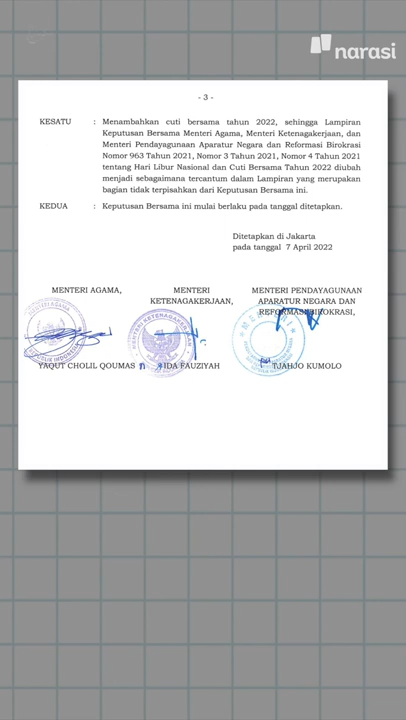 narasi
- 3 -
KESATU : Menambahkan cuti bersama tahun 2022, sehingga Lampiran
Keputusan Bersama Menteri Agama, Menteri Ketenagakerjaan, dan
Menteri Pendayagunaan Aparatur Negara dan Reformasi Birokrasi
Nomor 963 Tahun 2021, Nomor 3 Tahun 2021, Nomor 4 Tahun 2021
tentang Hari Libur Nasional dan Cuti Bersama Tahun 2022 diubah
menjadi sebagaimana tercantum dalam Lampiran yang merupakan
bagian tidak terpisahkan dari Keputusan Bersama ini.
KEDUA : Keputusan Bersama ini mulai berlaku pada tanggal ditetapkan.
Ditetapkan di Jakarta
pada tanggal 7 April 2022
MENTERI AGAMA,
MENTERI
KETENAGAKERJAAN,
MENTERI PENDAYAGUNAAN
APARATUR NEGARA DAN
REFORMASI BIROKRASI,
MENTERI KETENAGAKERJAAN
REPUBLIK INDONESIA
YAQUT CHOLIL QOUMAS
IDA FAUZIYAH
TJAHJO KUMOLO